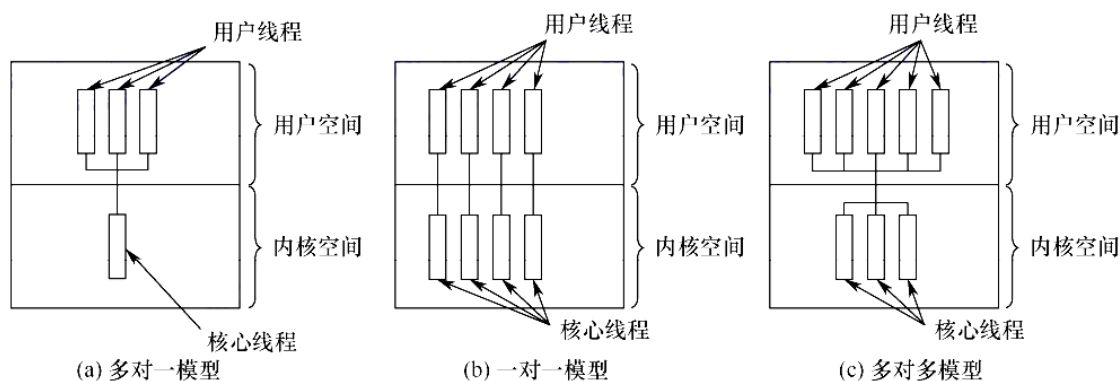 用户线程
用户空间
内核空间
核心线程
(a) 多对一模型
用户线程
用户空间
内核空间
核心线程
(b) 一对一模型
用户线程
用户空间
内核空间
核心线程
(c) 多对多模型